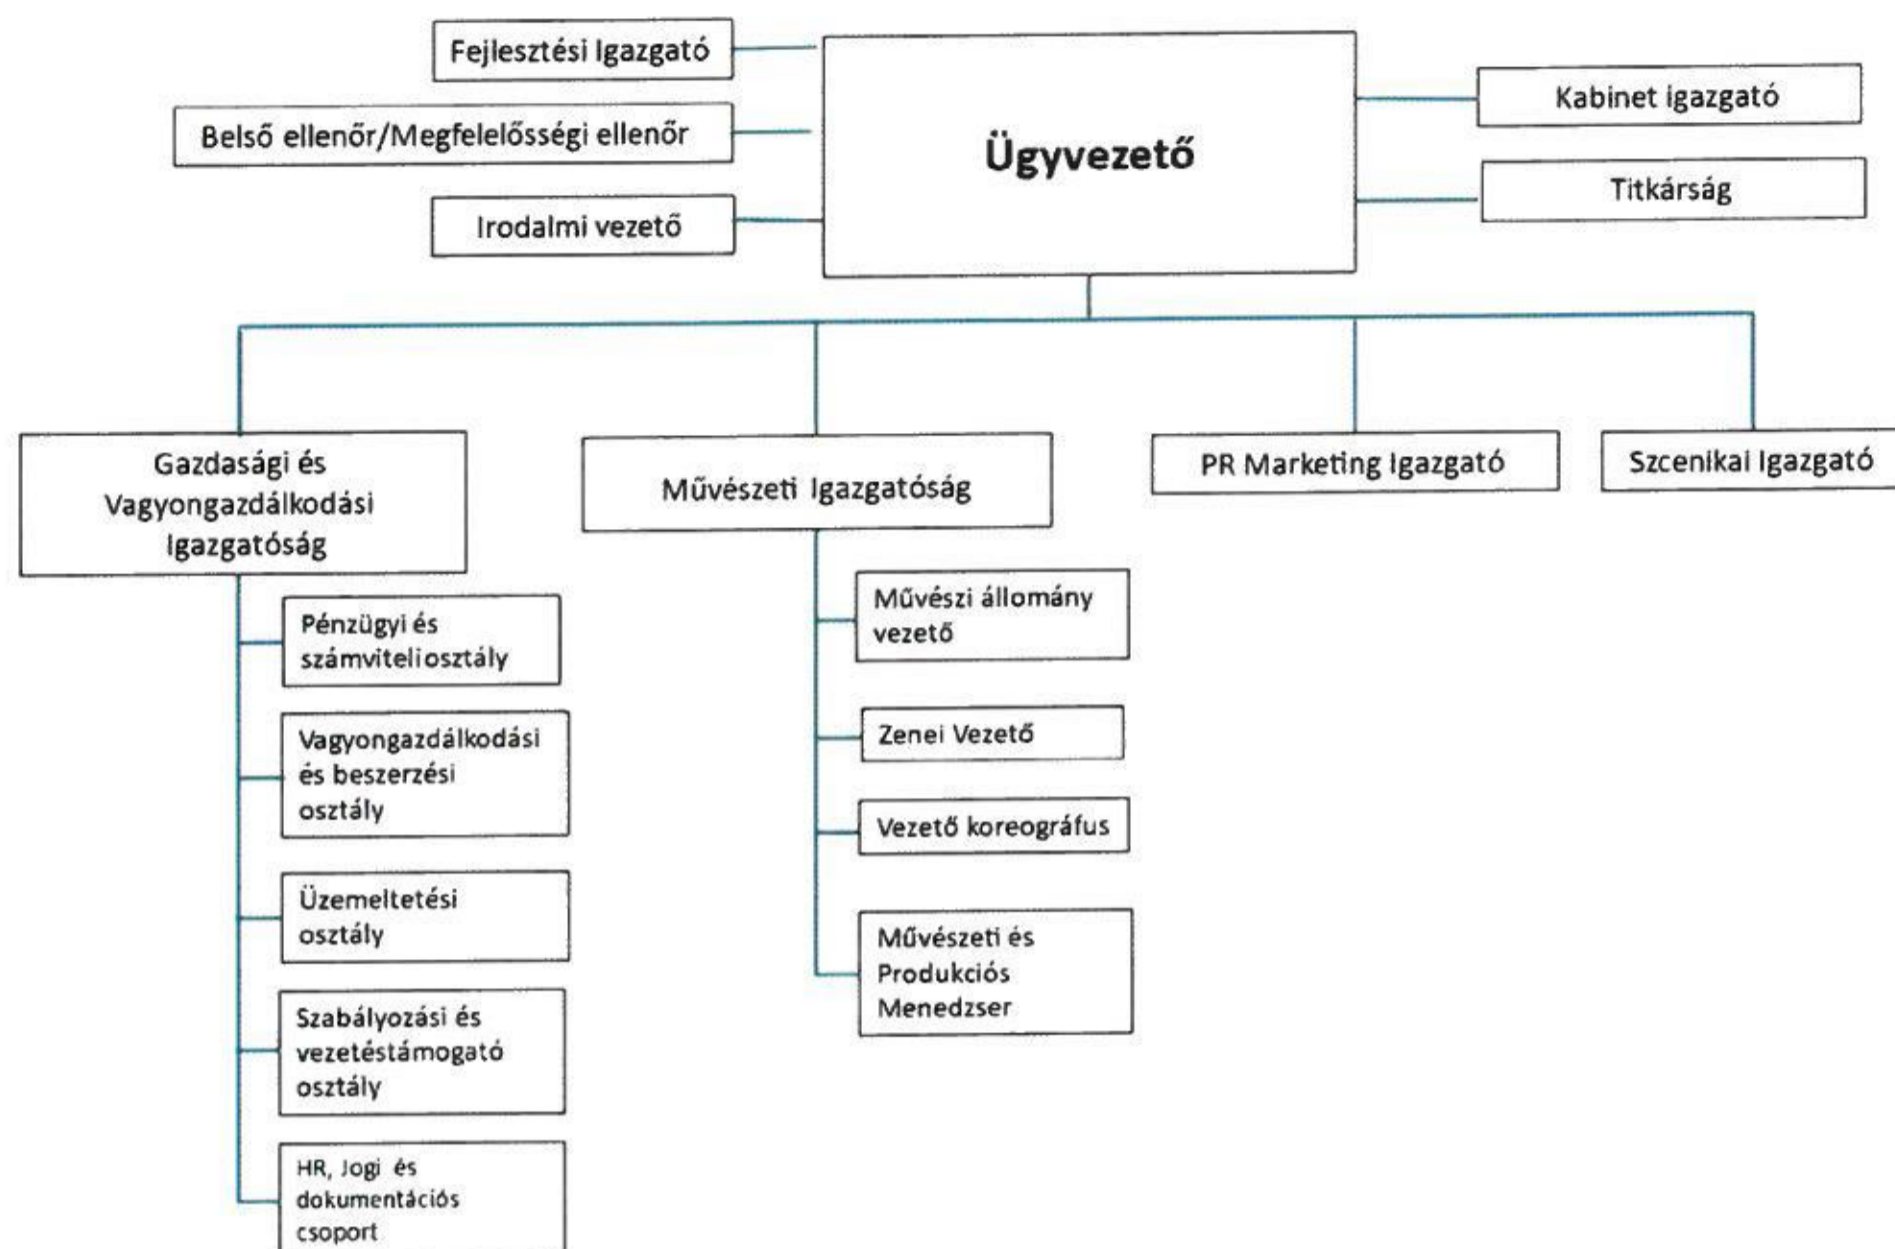 Fejlesztési Igazgató
Belső ellenőr/Megfelelősségi ellenőr
Irodalmi vezető
Ügyvezető
Kabinet igazgató
Titkárság
Gazdasági és
Vagyongazdálkodási
Igazgatóság
Művészeti Igazgatóság
PR Marketing Igazgató
Szcenikai Igazgató
Pénzügyi és
számviteliosztály
Vagyongazdálkodási
és beszerzési
osztály
Üzemeltetési
osztály
Szabályozási és
vezetéstámogató
osztály
HR, Jogi és
dokumentációs
csoport
Művészi állomány
vezető
Zenei Vezető
Vezető koreográfus
Művészeti és
Produkciós
Menedzser